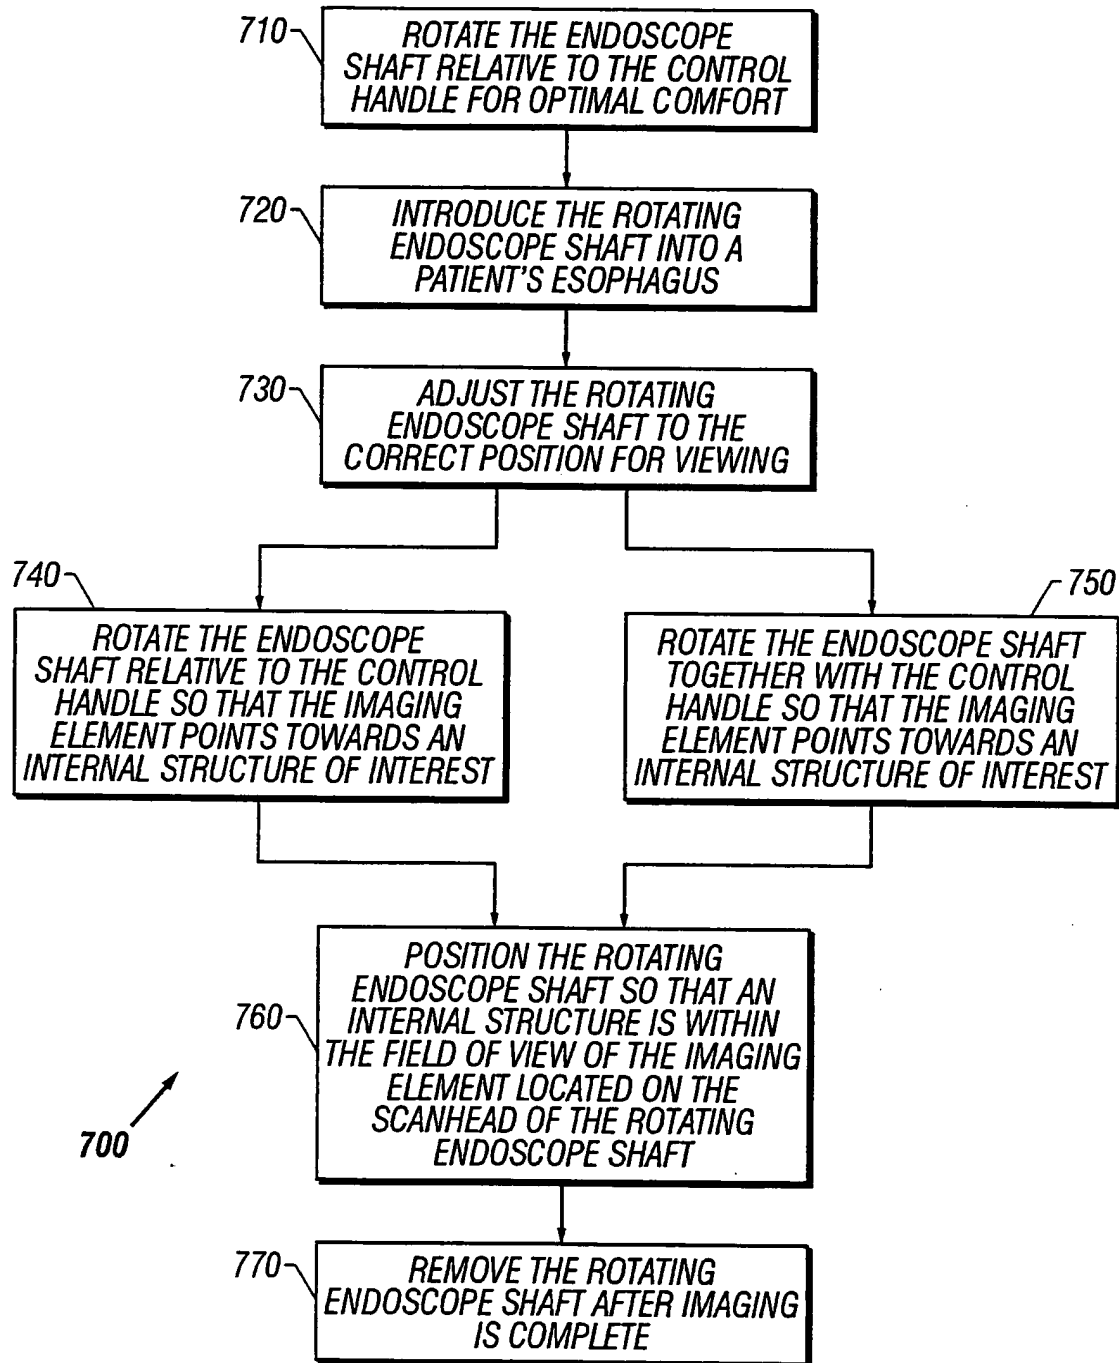 710
ROTATE THE ENDOSCOPE
SHAFT RELATIVE TO THE CONTROL
HANDLE FOR OPTIMAL COMFORT
720
INTRODUCE THE ROTATING
ENDOSCOPE SHAFT INTO A
PATIENT'S ESOPHAGUS
730
ADJUST THE ROTATING
ENDOSCOPE SHAFT TO THE
CORRECT POSITION FOR VIEWING
740
ROTATE THE ENDOSCOPE
SHAFT RELATIVE TO THE CONTROL
HANDLE SO THAT THE IMAGING
ELEMENT POINTS TOWARDS AN
INTERNAL STRUCTURE OF INTEREST
750
ROTATE THE ENDOSCOPE SHAFT
TOGETHER WITH THE CONTROL
HANDLE SO THAT THE IMAGING
ELEMENT POINTS TOWARDS AN
INTERNAL STRUCTURE OF INTEREST
760
POSITION THE ROTATING
ENDOSCOPE SHAFT SO THAT AN
INTERNAL STRUCTURE IS WITHIN
THE FIELD OF VIEW OF THE IMAGING
ELEMENT LOCATED ON THE
SCANHEAD OF THE ROTATING
ENDOSCOPE SHAFT
700
770
REMOVE THE ROTATING
ENDOSCOPE SHAFT AFTER IMAGING
IS COMPLETE